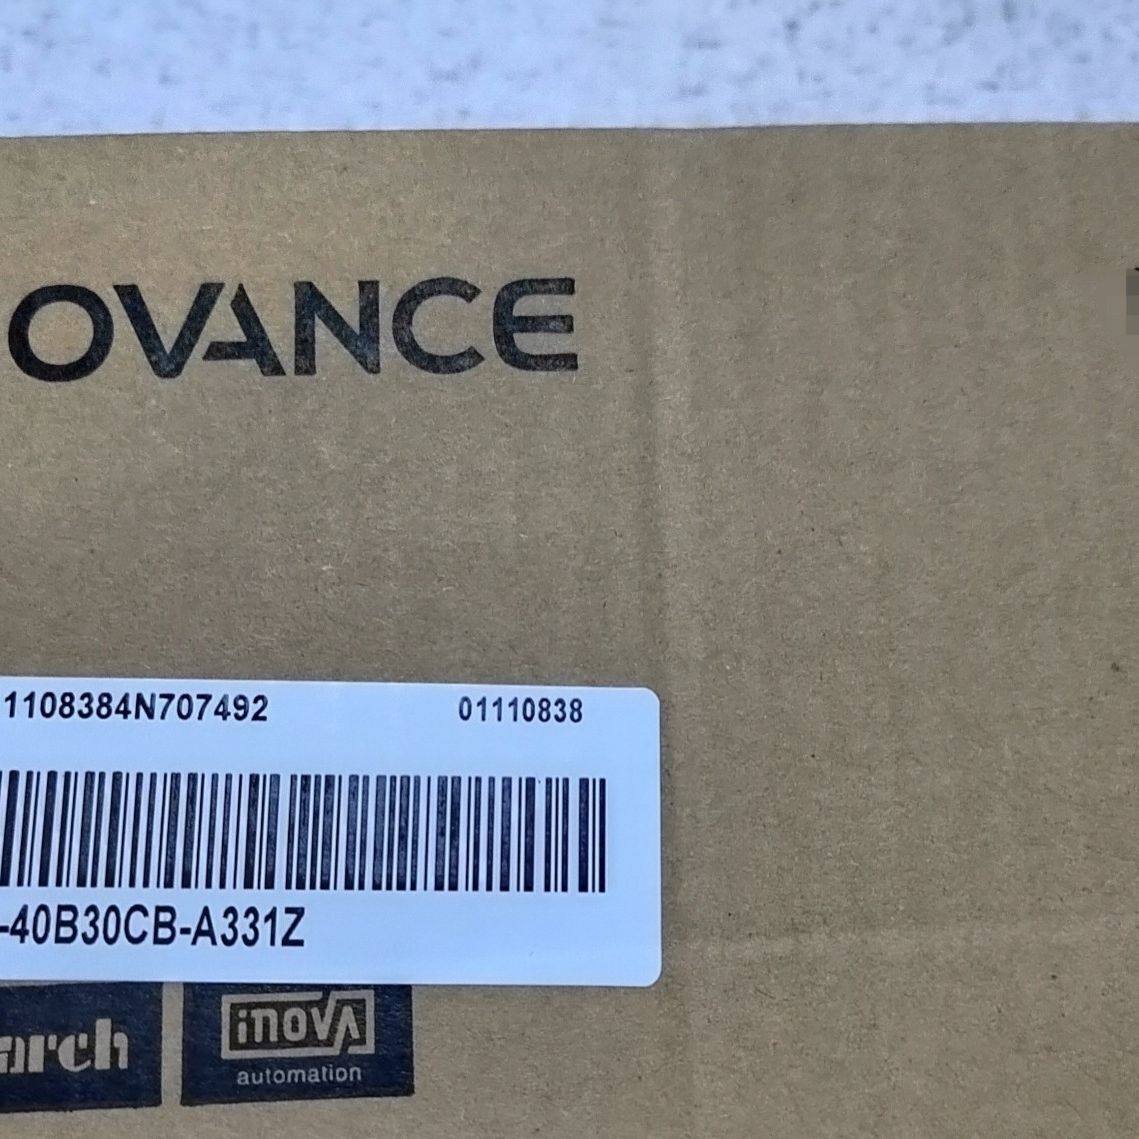 OVANCE
1108384N707492 01110838
-40B30CB-A331Z
arch inova
automation